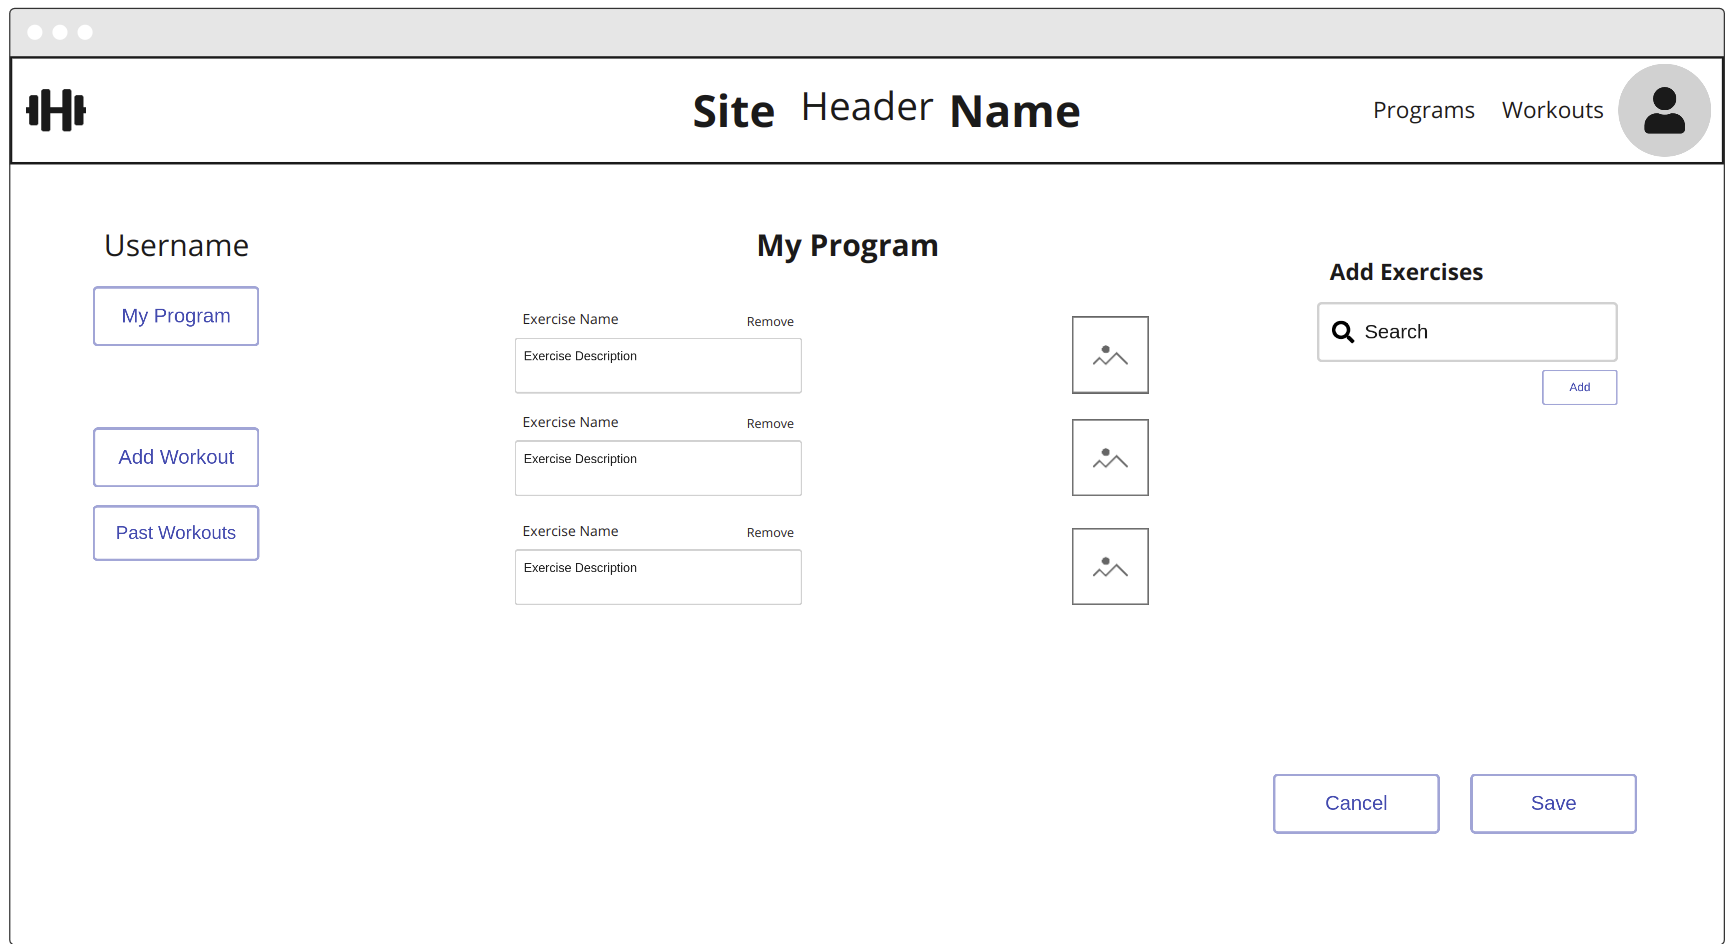 Site Header Name
Programs Workouts
Username
My Program
Add Workout
Past Workouts
My Program
Exercise Name Remove
Exercise Description
Exercise Name Remove
Exercise Description
Exercise Name Remove
Exercise Description
Add Exercises
Search
Add
Cancel Save